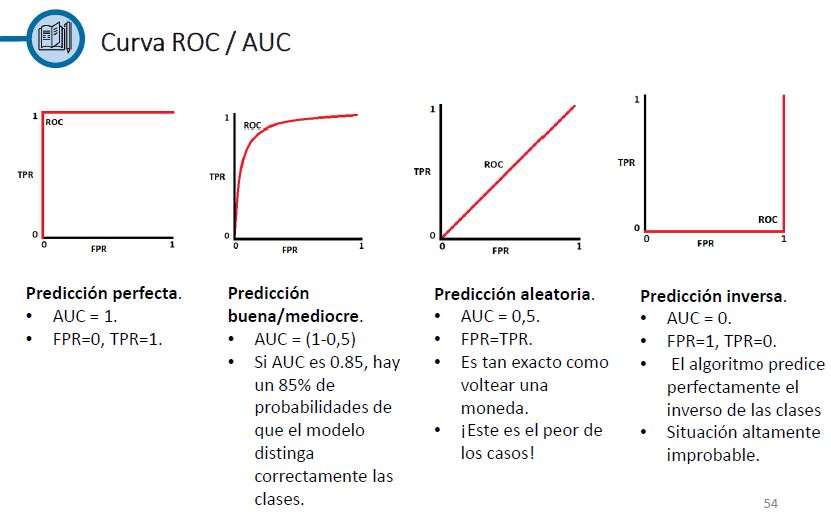 Curva ROC / AUC
1
ROC
TPR
0
0
FPR
1
1
ROC
TPR
0
0
FPR
1
1
ROC
TPR
0
0
FPR
1
1
TPR
ROC
0
0
FPR
1
Predicción perfecta.
• AUC = 1.
• FPR=0, TPR=1.
Predicción
buena/mediocre.
• AUC = (1-0,5)
• Si AUC es 0.85, hay
un 85% de
probabilidades de
que el modelo
distinga
correctamente las
clases.
Predicción aleatoria.
• AUC = 0,5.
• FPR=TPR.
• Es tan exacto como
voltear una
moneda.
• ¡Este es el peor de
los casos!
Predicción inversa.
• AUC = 0.
• FPR=1, TPR=0.
• El algoritmo predice
perfectamente el
inverso de las clases
• Situación altamente
improbable.
54